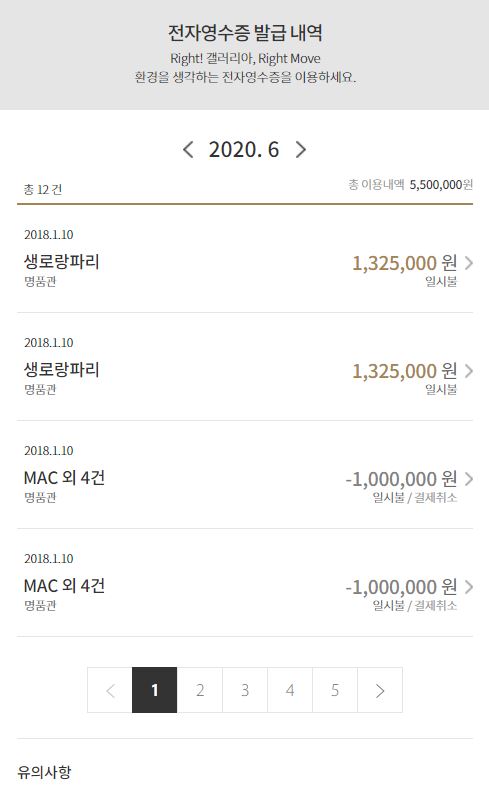 전자영수증 발급 내역
Right! 갤러리아, Right Move
환경을 생각하는 전자영수증을 이용하세요.
2020. 6
총 12 건
총 이용내액 5,500,000원
2018.1.10
생로랑파리
1,325,000 원
명품관
일시불
2018.1.10
생로랑파리
1,325,000 원
명품관
일시불
2018.1.10
MAC 외 4건
-1,000,000 원
명품관
일시불 / 결제취소
2018.1.10
MAC 외 4건
-1,000,000 원
명품관
일시불 / 결제취소
1 2 3 4 5
유의사항